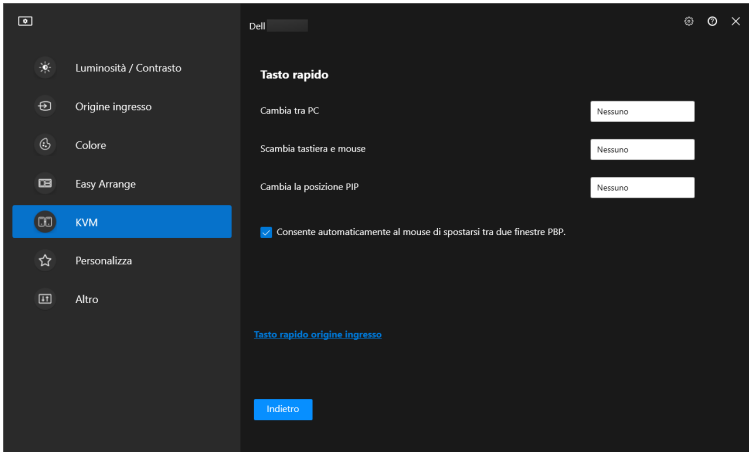 Dell
Luminosità / Contrasto
Origine ingresso
Colore
Easy Arrange
KVM
Personalizza
Altro
Tasto rapido
Cambia tra PC
Nessuno
Scambia tastiera e mouse
Nessuno
Cambia la posizione PIP
Nessuno
Consente automaticamente al mouse di spostarsi tra due finestre PBP.
Tasto rapido origine ingresso
Indietro